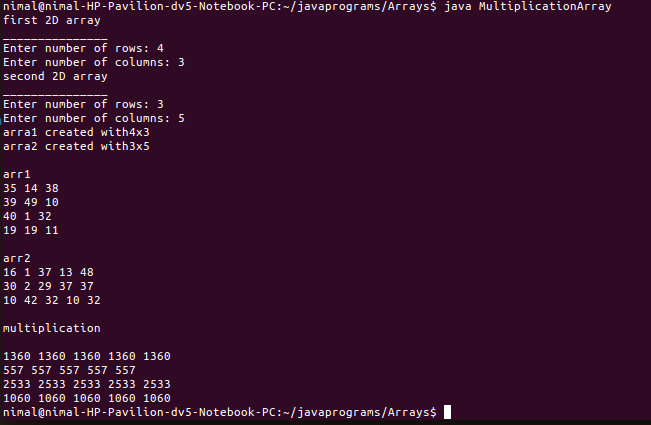 nimal@nimal-HP-Pavilion-dv5-Notebook-PC:~/javaprograms/Arrays$ java MultiplicationArray
first 2D array
_______________
Enter number of rows: 4
Enter number of columns: 3
second 2D array
_______________
Enter number of rows: 3
Enter number of columns: 5
arra1 created with4x3
arra2 created with3x5
arr1
35 14 38
39 49 10
40 1 32
19 19 11
arr2
16 1 37 13 48
30 2 29 37 37
10 42 32 10 32
multiplication
1360 1360 1360 1360 1360
557 557 557 557 557
2533 2533 2533 2533 2533
1060 1060 1060 1060 1060
nimal@nimal-HP-Pavilion-dv5-Notebook-PC:~/javaprograms/Arrays$